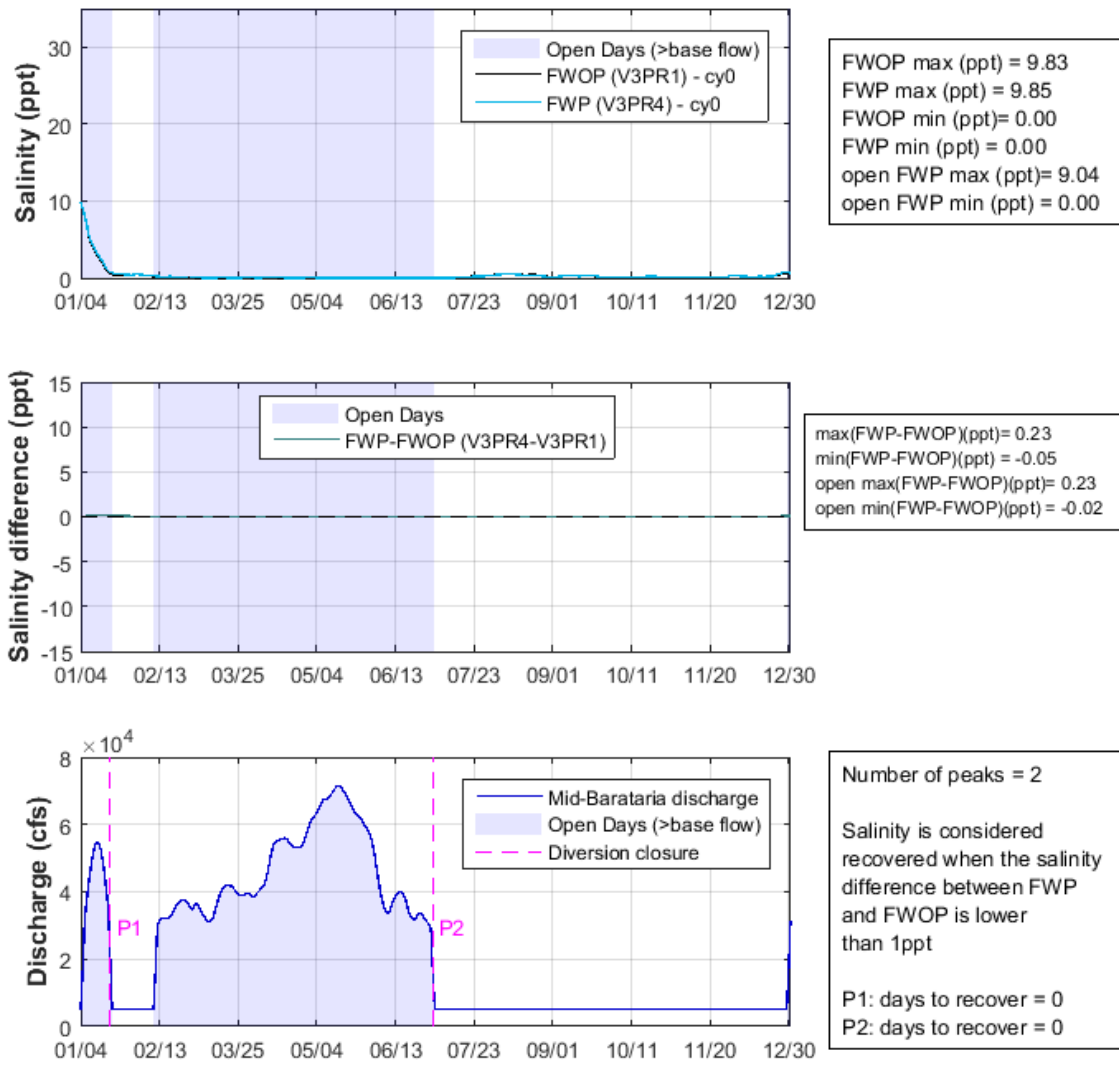 Salinity (ppt)
30
20
10
0
Open Days (>base flow)
FWOP (V3PR1) - cy0
FWP (V3PR4) - cy0
01/04 02/13 03/25 05/04 06/13 07/23 09/01 10/11 11/20 12/30
FWOP max (ppt) = 9.83
FWP max (ppt) = 9.85
FWOP min (ppt)= 0.00
FWP min (ppt) = 0.00
open FWP max (ppt)= 9.04
open FWP min (ppt) = 0.00
Salinity difference (ppt)
15
10
5
0
-5
-10
-15
Open Days
FWP-FWOP (V3PR4-V3PR1)
01/04 02/13 03/25 05/04 06/13 07/23 09/01 10/11 11/20 12/30
max(FWP-FWOP)(ppt)= 0.23
min(FWP-FWOP)(ppt) = -0.05
open max(FWP-FWOP)(ppt)= 0.23
open min(FWP-FWOP)(ppt) = -0.02
Discharge (cfs)
×10^4
8
6
4
2
0
Mid-Barataria discharge
Open Days (>base flow)
Diversion closure
P1
P2
01/04 02/13 03/25 05/04 06/13 07/23 09/01 10/11 11/20 12/30
Number of peaks = 2
Salinity is considered
recovered when the salinity
difference between FWP
and FWOP is lower
than 1ppt
P1: days to recover = 0
P2: days to recover = 0